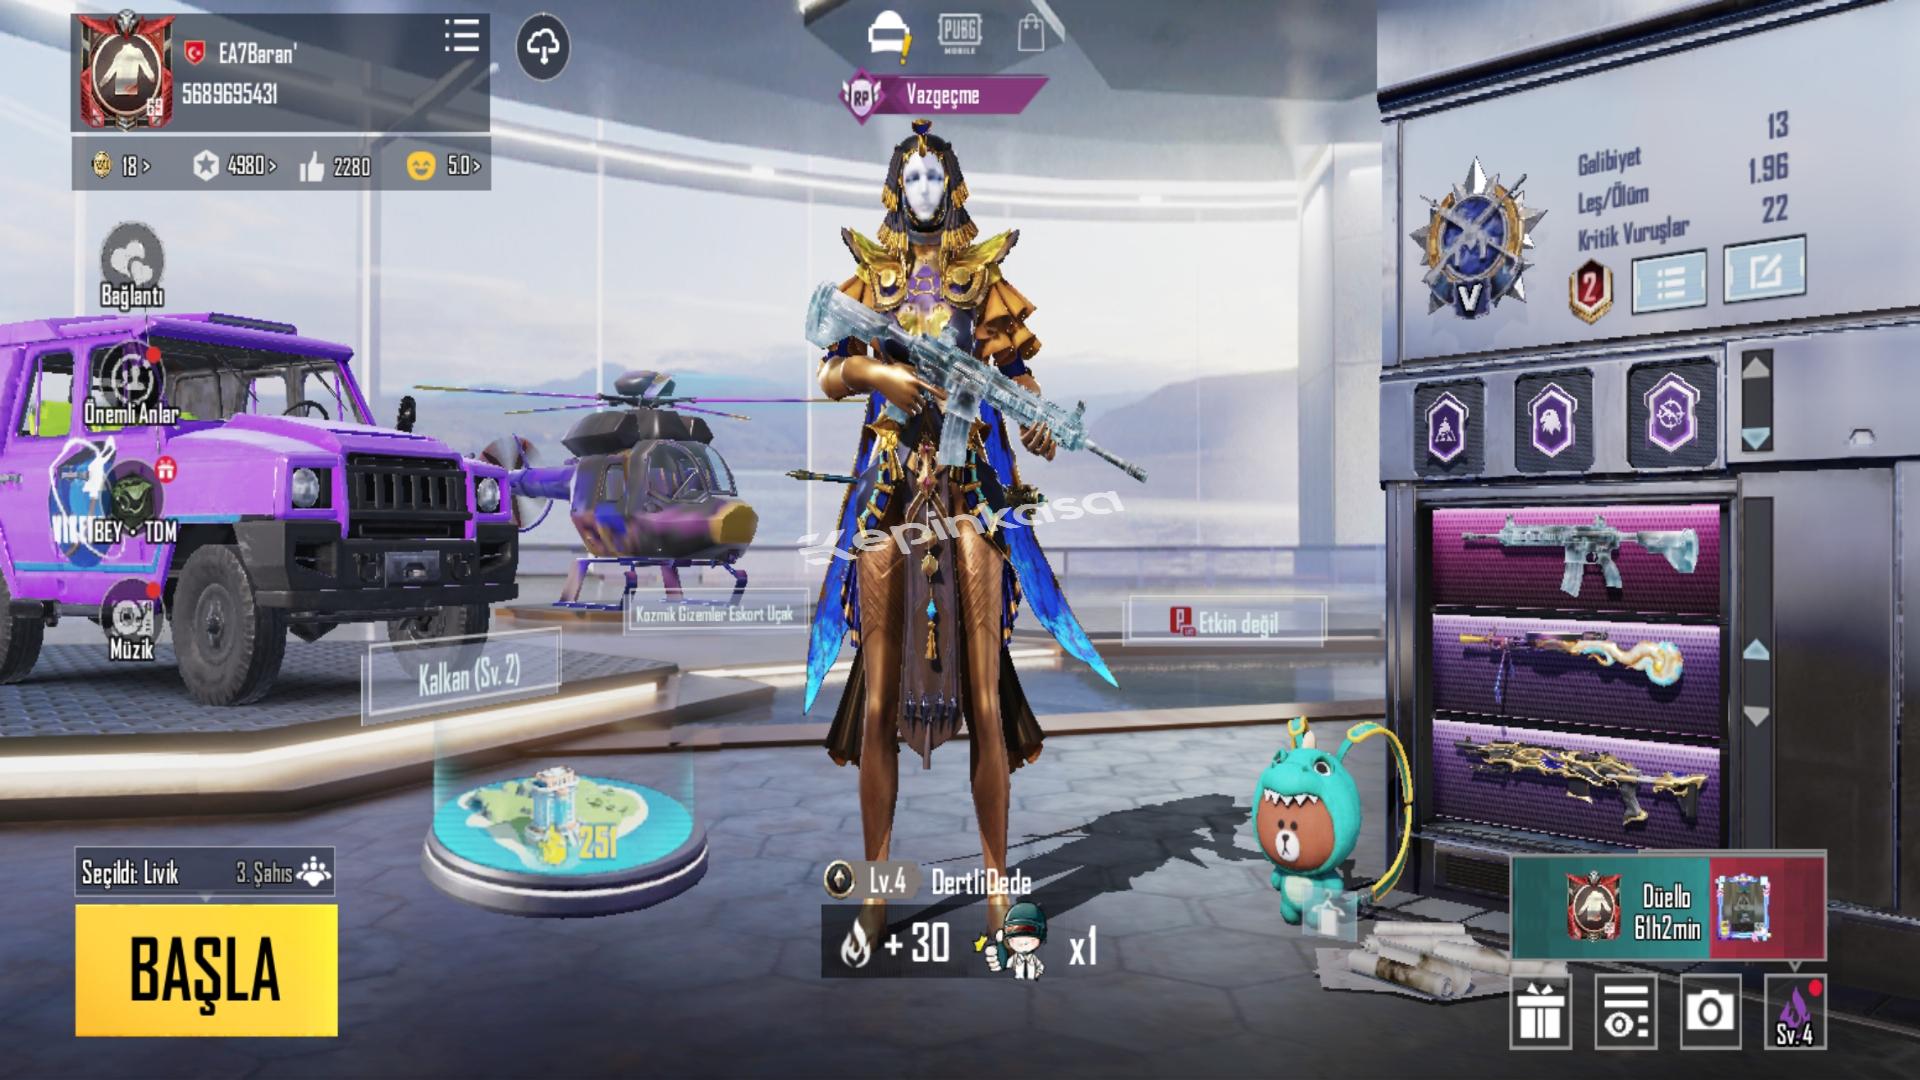 EA7Baran'
5689695431
69
18 >
4980 >
2280
5.0 >
PUBG
MOBILE
RP
Vazgeçme
13
Galibiyet
1.96
Leş/Ölüm
22
Kritik Vuruşlar
V
2
Bağlantı
Önemli Anlar
BEY • TDM
Müzik
Kepinkasa
Kozmik Gizemler Eskort Uçak
Etkin değil
Kalkan (Sv. 2)
251
Seçildi: Livik
3. Şahıs
BAŞLA
Lv.4
DertliDede
+ 30
x1
Düello
61h2min
Sv. 4